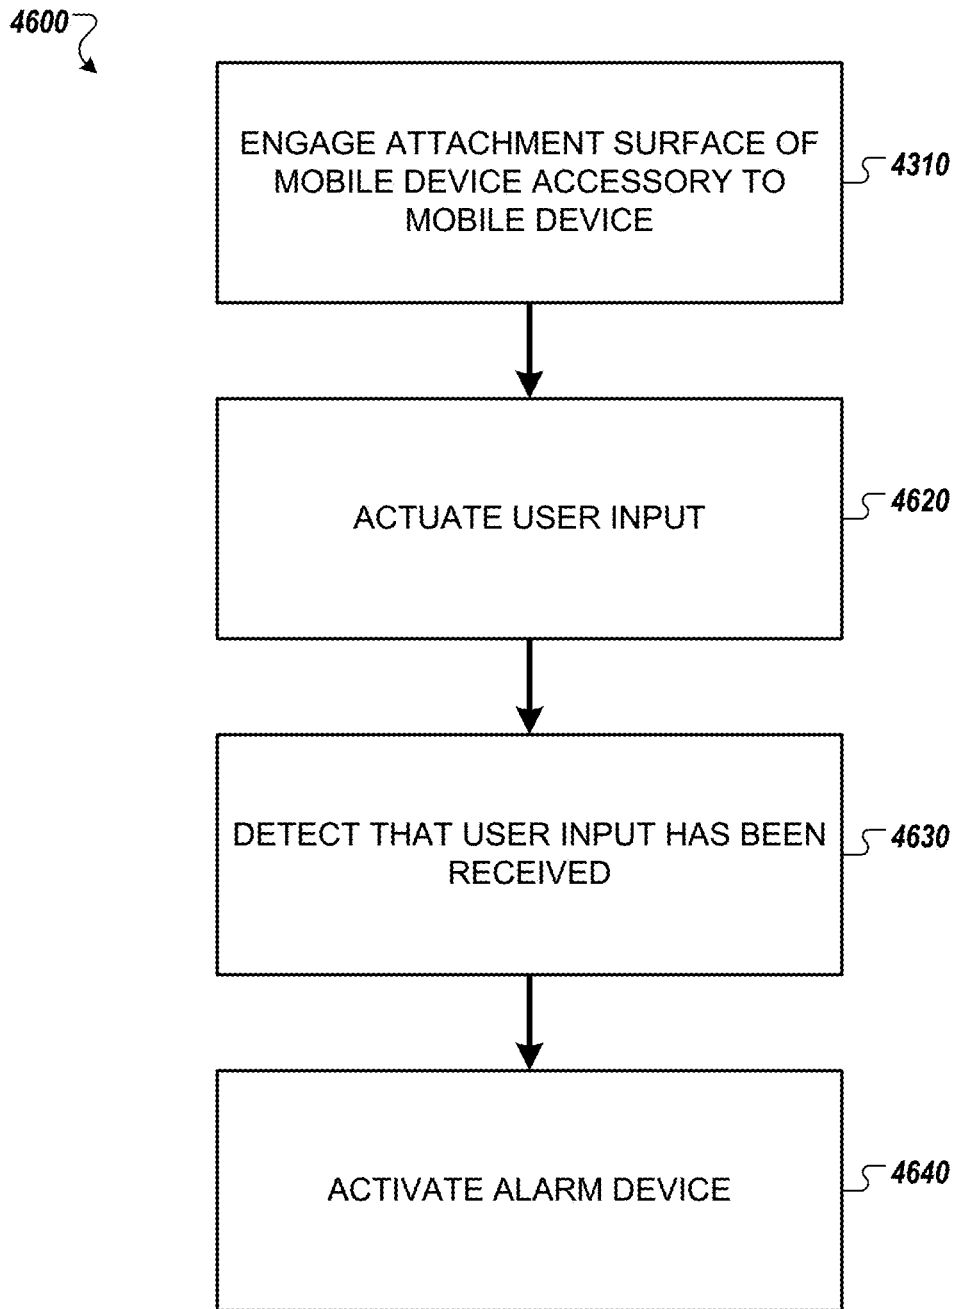 4600
ENGAGE ATTACHMENT SURFACE OF
MOBILE DEVICE ACCESSORY TO
MOBILE DEVICE
4310
ACTUATE USER INPUT
4620
DETECT THAT USER INPUT HAS BEEN
RECEIVED
4630
ACTIVATE ALARM DEVICE
4640